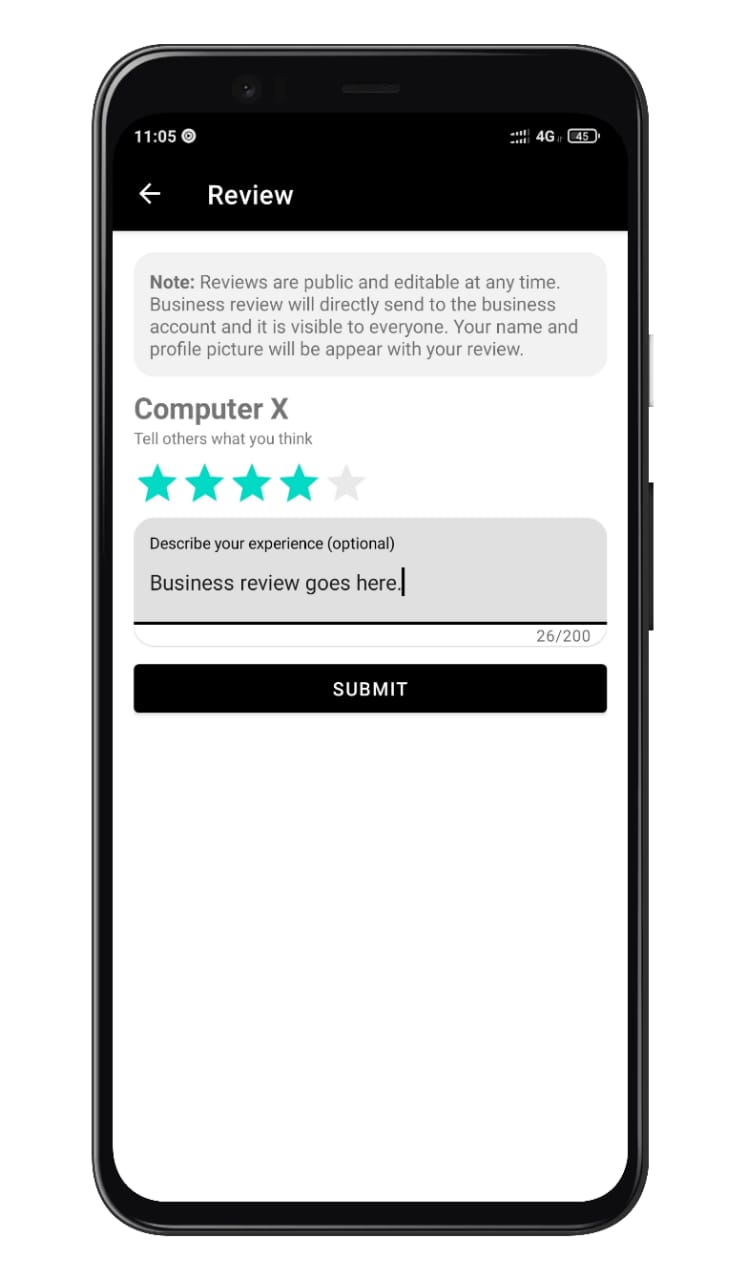 11:05
4G 45
Review
Note: Reviews are public and editable at any time.
Business review will directly send to the business
account and it is visible to everyone. Your name and
profile picture will be appear with your review.
Computer X
Tell others what you think
Describe your experience (optional)
Business review goes here.
26/200
SUBMIT